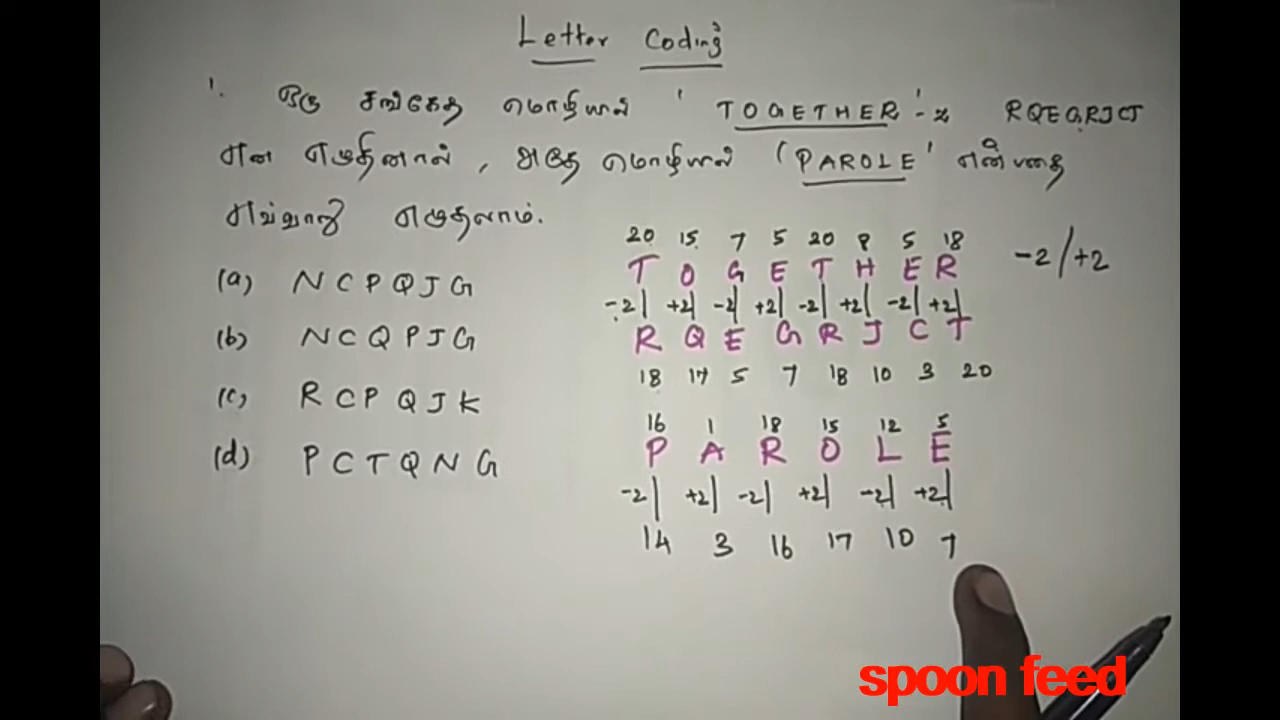 Letter Coding
1. ஒரு சங்கேத மொழியில் 'TOGETHER'-ஐ RQEGRJCT
என எழுதினால், அதே மொழியில் 'PAROLE' என்பதை
எவ்வாறு எழுதலாம்.
20 15 7 5 20 8 5 18
T O G E T H E R
-2/+2
-2 +2 -2 +2 -2 +2 -2 +2
R Q E G R J C T
18 17 5 7 18 10 3 20
(a) N C P Q J G
(b) N C Q P J G
(c) R C P Q J K
(d) P C T Q N G
16 1 18 15 12 5
P A R O L E
-2 +2 -2 +2 -2 +2
14 3 16 17 10 7
spoon feed